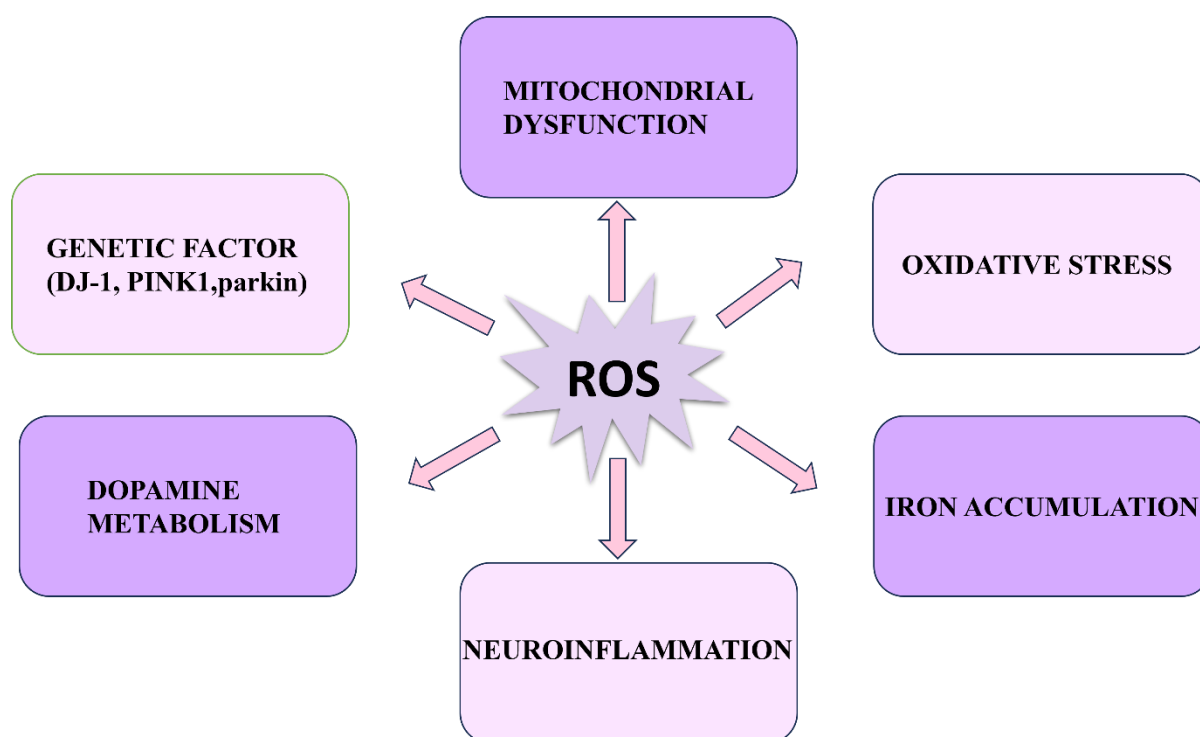 MITOCHONDRIAL
DYSFUNCTION
GENETIC FACTOR
(DJ-1, PINK1,parkin)
OXIDATIVE STRESS
ROS
DOPAMINE
METABOLISM
IRON ACCUMULATION
NEUROINFLAMMATION